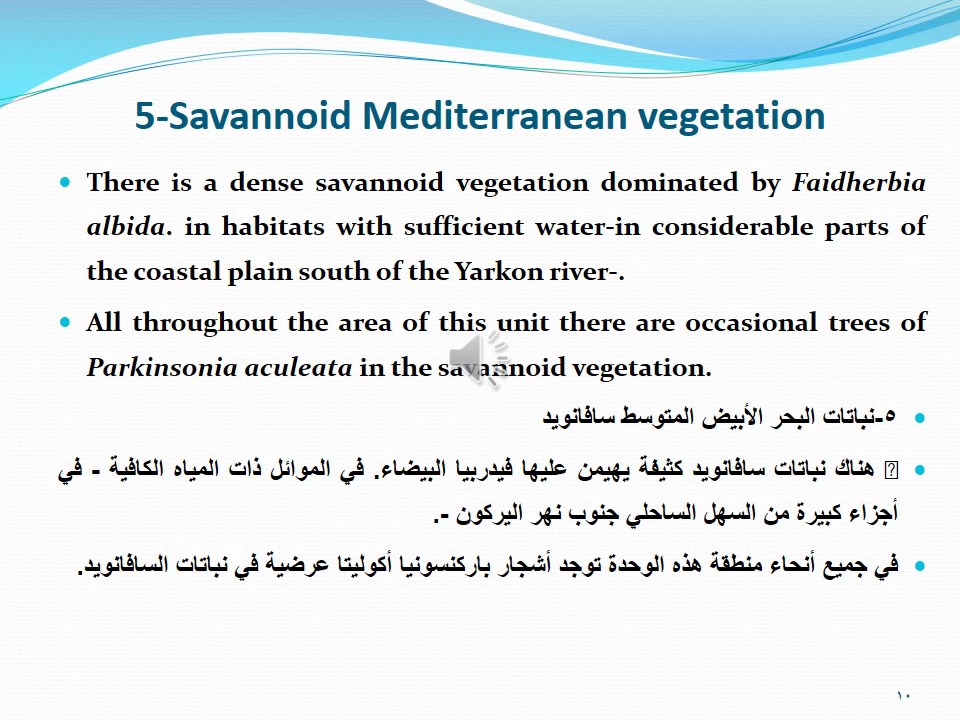 5-Savannoid Mediterranean vegetation
• There is a dense savannoid vegetation dominated by Faidherbia
albida. in habitats with sufficient water-in considerable parts of
the coastal plain south of the Yarkon river-.
• All throughout the area of this unit there are occasional trees of
Parkinsonia aculeata in the savannoid vegetation.
• ٥-نباتات البحر الأبيض المتوسط سافانويد
• هناك نباتات سافانويد كثيفة يهيمن عليها فيدربيا البيضاء. في الموائل ذات المياه الكافية - في
أجزاء كبيرة من السهل الساحلي جنوب نهر اليركون -.
• في جميع أنحاء منطقة هذه الوحدة توجد أشجار باركنسونيا أكوليتا عرضية في نباتات السافانويد.
١٠